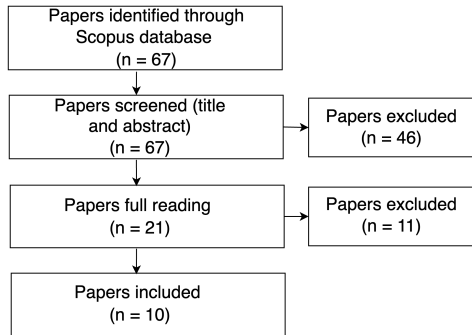 Papers identified through
Scopus database
(n = 67)
Papers screened (title
and abstract)
(n = 67)
Papers excluded
(n = 46)
Papers full reading
(n = 21)
Papers excluded
(n = 11)
Papers included
(n = 10)